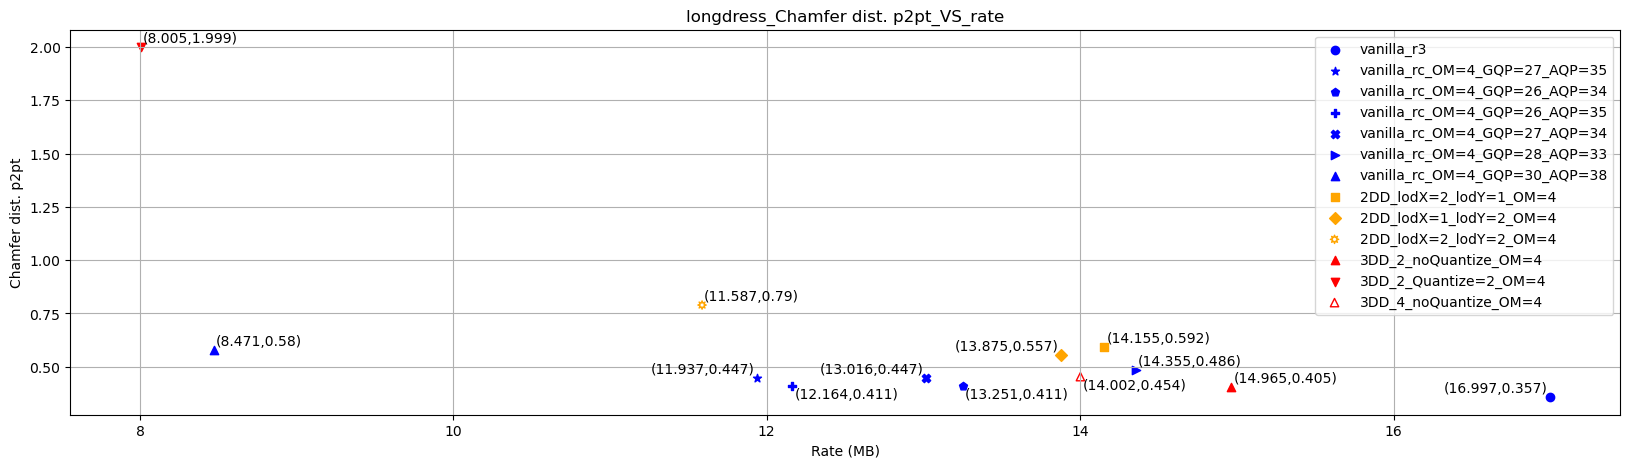 longdress_Chamfer dist. p2pt_VS_rate
Chamfer dist. p2pt
2.00
1.75
1.50
1.25
1.00
0.75
0.50
(8.005,1.999)
(11.587,0.79)
(8.471,0.58)
(11.937,0.447)
(12.164,0.411)
(13.016,0.447)
(13.251,0.411)
(13.875,0.557)
(14.155,0.592)
(14.355,0.486)
(14.002,0.454)
(14.965,0.405)
(16.997,0.357)
vanilla_r3
vanilla_rc_OM=4_GQP=27_AQP=35
vanilla_rc_OM=4_GQP=26_AQP=34
vanilla_rc_OM=4_GQP=26_AQP=35
vanilla_rc_OM=4_GQP=27_AQP=34
vanilla_rc_OM=4_GQP=28_AQP=33
vanilla_rc_OM=4_GQP=30_AQP=38
2DD_lodX=2_lodY=1_OM=4
2DD_lodX=1_lodY=2_OM=4
2DD_lodX=2_lodY=2_OM=4
3DD_2_noQuantize_OM=4
3DD_2_Quantize=2_OM=4
3DD_4_noQuantize_OM=4
8
10
12
14
16
Rate (MB)